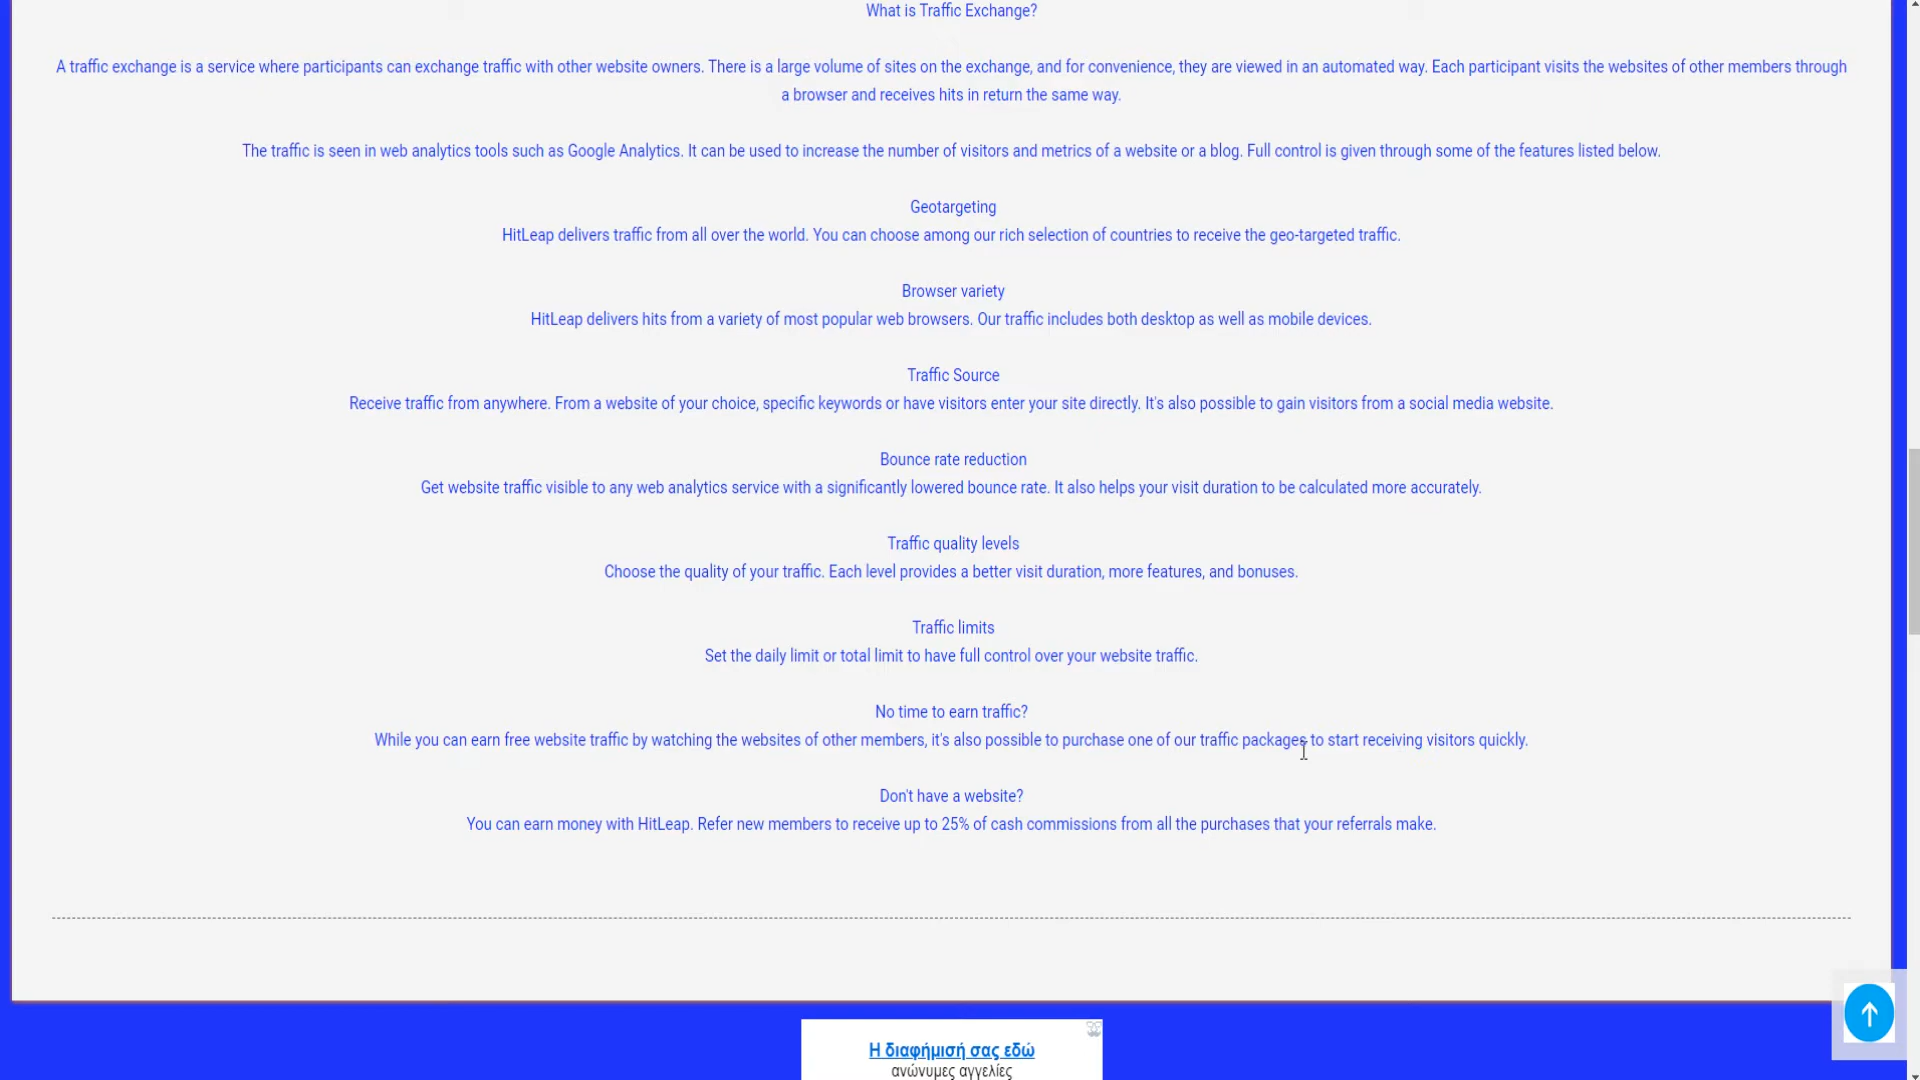 What is Traffic Exchange?
A traffic exchange is a service where participants can exchange traffic with other website owners. There is a large volume of sites on the exchange, and for convenience, they are viewed in an automated way. Each participant visits the websites of other members through
a browser and receives hits in return the same way.
The traffic is seen in web analytics tools such as Google Analytics. It can be used to increase the number of visitors and metrics of a website or a blog. Full control is given through some of the features listed below.
Geotargeting
HitLeap delivers traffic from all over the world. You can choose among our rich selection of countries to receive the geo-targeted traffic.
Browser variety
HitLeap delivers hits from a variety of most popular web browsers. Our traffic includes both desktop as well as mobile devices.
Traffic Source
Receive traffic from anywhere. From a website of your choice, specific keywords or have visitors enter your site directly. It's also possible to gain visitors from a social media website.
Bounce rate reduction
Get website traffic visible to any web analytics service with a significantly lowered bounce rate. It also helps your visit duration to be calculated more accurately.
Traffic quality levels
Choose the quality of your traffic. Each level provides a better visit duration, more features, and bonuses.
Traffic limits
Set the daily limit or total limit to have full control over your website traffic.
No time to earn traffic?
While you can earn free website traffic by watching the websites of other members, it's also possible to purchase one of our traffic packages to start receiving visitors quickly.
Don't have a website?
You can earn money with HitLeap. Refer new members to receive up to 25% of cash commissions from all the purchases that your referrals make.
Η διαφήμισή σας εδώ
ανώνυμες αγγελίες